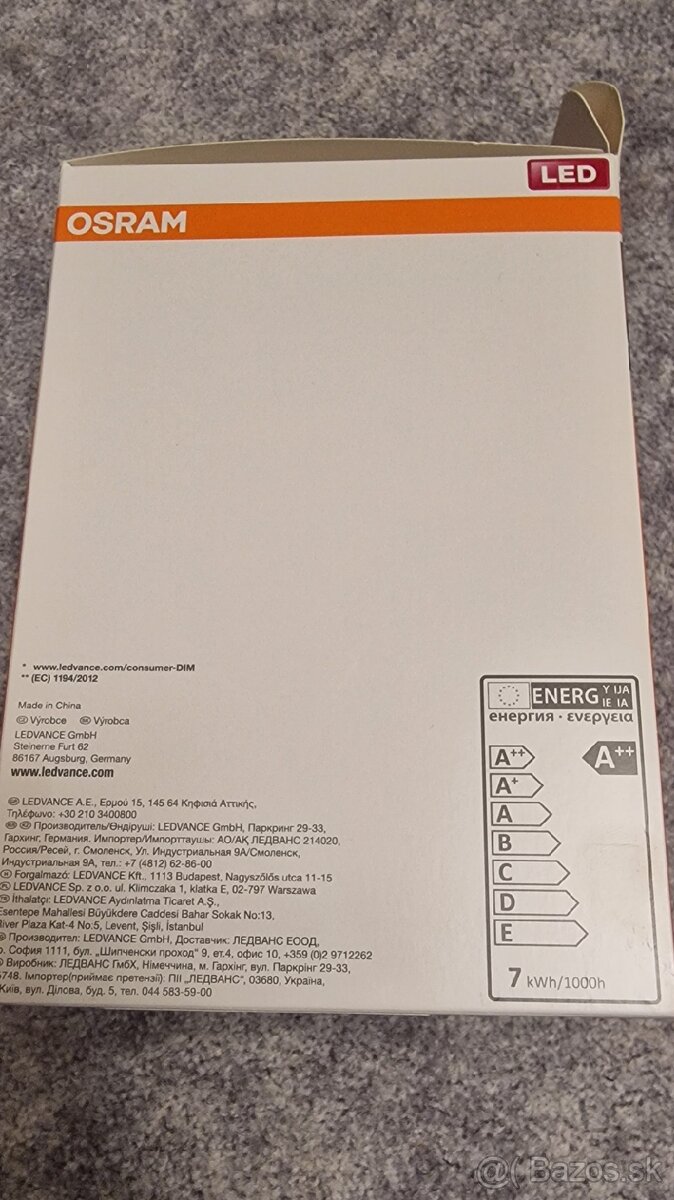 LED
OSRAM
* www.ledvance.com/consumer-DIM
** (EC) 1194/2012
Made in China
CZ Výrobce SK Výrobca
LEDVANCE GmbH
Steinerne Furt 62
86167 Augsburg, Germany
www.ledvance.com
GR LEDVANCE A.E., Ερμού 15, 145 64 Κηφισιά Αττικής,
Τηλέφωνο: +30 210 3400800
Производитель/Өндіруші: LEDVANCE GmbH, Паркринг 29-33,
Гархинг, Германия. Импортер/Импорттаушы: АО/АҚ ЛЕДВАНС 214020,
Россия/Ресей, г. Смоленск, Ул. Индустриальная 9А/Смоленск,
Индустриальная 9А, тел.: +7 (4812) 62-86-00
Forgalmazó: LEDVANCE Kft., 1113 Budapest, Nagyszőlős utca 11-15
LEDVANCE Sp. z o.o. ul. Klimczaka 1, klatka E, 02-797 Warszawa
İthalatçı: LEDVANCE Aydınlatma Ticaret A.Ş.,
Esentepe Mahallesi Büyükdere Caddesi Bahar Sokak No:13,
River Plaza Kat-4 No:5, Levent, Şişli, İstanbul
Производител: LEDVANCE GmbH, Доставчик: ЛЕДВАНС ЕООД,
р. София 1111, бул. „Шипченски проход" 9, ет.4, офис 10, +359 (0)2 9712262
Виробник: ЛЕДВАНС ГмбХ, Німеччина, м. Гархінг, вул. Паркрінг 29-33,
5748. Імпортер(приймає претензії): ПІІ „ЛЕДВАНС", 03680, Україна,
Київ, вул. Ділова, буд. 5, тел. 044 583-59-00
ENERG Y IJA
IE IA
енергия · ενεργεια
A++ A++
A+
A
B
C
D
E
7 kWh/1000h
@( Bazos.sk